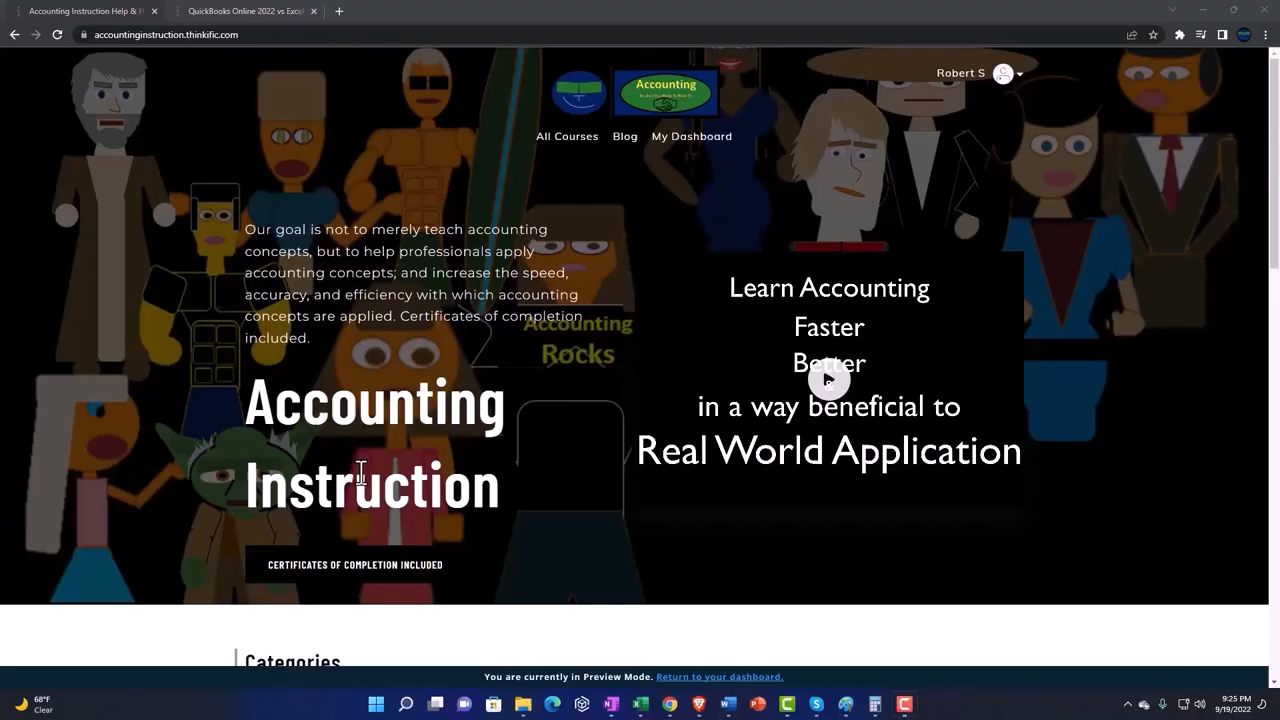 Accounting Instruction Help & H
QuickBooks Online 2022 vs Excel
accountinginstruction.thinkific.com
Robert S
Accounting
All Courses
Blog
My Dashboard
Our goal is not to merely teach accounting
concepts, but to help professionals apply
accounting concepts; and increase the speed,
accuracy, and efficiency with which accounting
concepts are applied. Certificates of completion
included.
Accounting
Rocks
Learn Accounting
Faster
Better
&
in a way beneficial to
Real World Application
Accounting
Instruction
CERTIFICATES OF COMPLETION INCLUDED
Categories
You are currently in Preview Mode. Return to your dashboard.
68°F
Clear
9:25 PM
9/19/2022